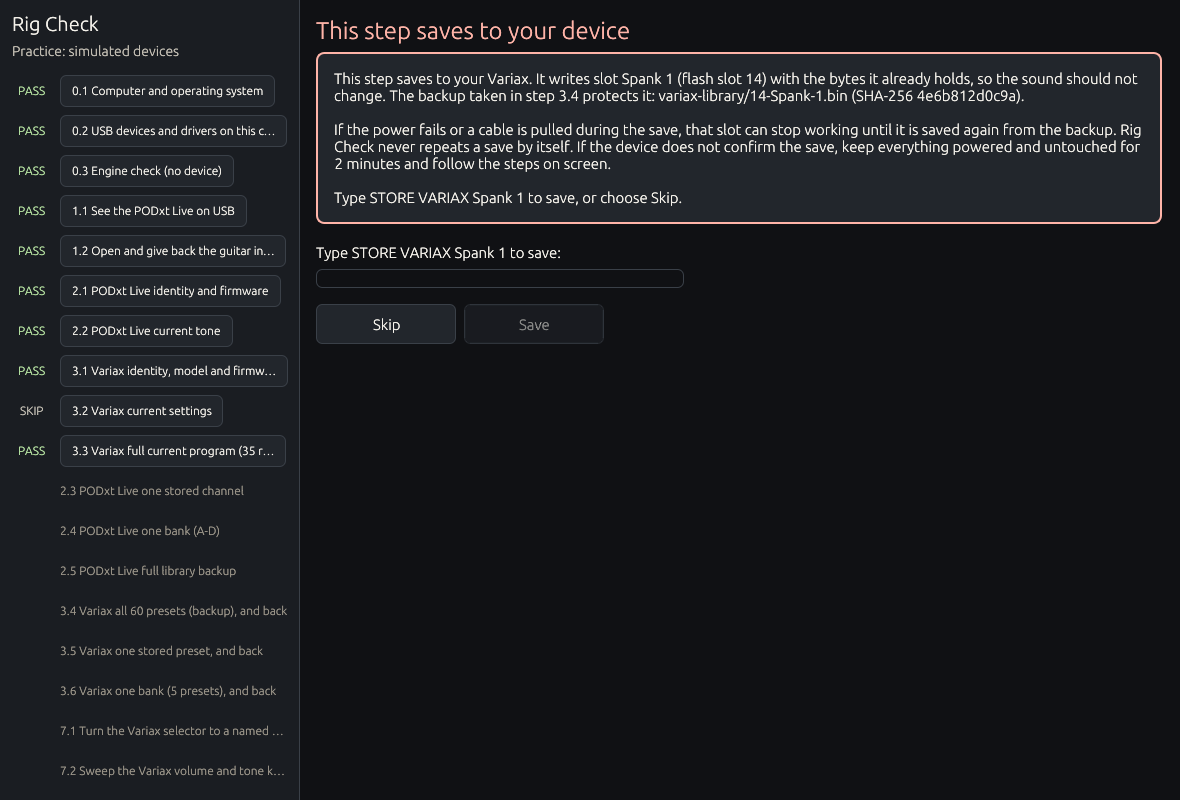 Rig Check
Practice: simulated devices
PASS 0.1 Computer and operating system
PASS 0.2 USB devices and drivers on this c...
PASS 0.3 Engine check (no device)
PASS 1.1 See the PODxt Live on USB
PASS 1.2 Open and give back the guitar in...
PASS 2.1 PODxt Live identity and firmware
PASS 2.2 PODxt Live current tone
PASS 3.1 Variax identity, model and firmw...
SKIP 3.2 Variax current settings
PASS 3.3 Variax full current program (35 r...
2.3 PODxt Live one stored channel
2.4 PODxt Live one bank (A-D)
2.5 PODxt Live full library backup
3.4 Variax all 60 presets (backup), and back
3.5 Variax one stored preset, and back
3.6 Variax one bank (5 presets), and back
7.1 Turn the Variax selector to a named ...
7.2 Sweep the Variax volume and tone k...
This step saves to your device
This step saves to your Variax. It writes slot Spank 1 (flash slot 14) with the bytes it already holds, so the sound should not
change. The backup taken in step 3.4 protects it: variax-library/14-Spank-1.bin (SHA-256 4e6b812d0c9a).
If the power fails or a cable is pulled during the save, that slot can stop working until it is saved again from the backup. Rig
Check never repeats a save by itself. If the device does not confirm the save, keep everything powered and untouched for
2 minutes and follow the steps on screen.
Type STORE VARIAX Spank 1 to save, or choose Skip.
Type STORE VARIAX Spank 1 to save:
Skip Save